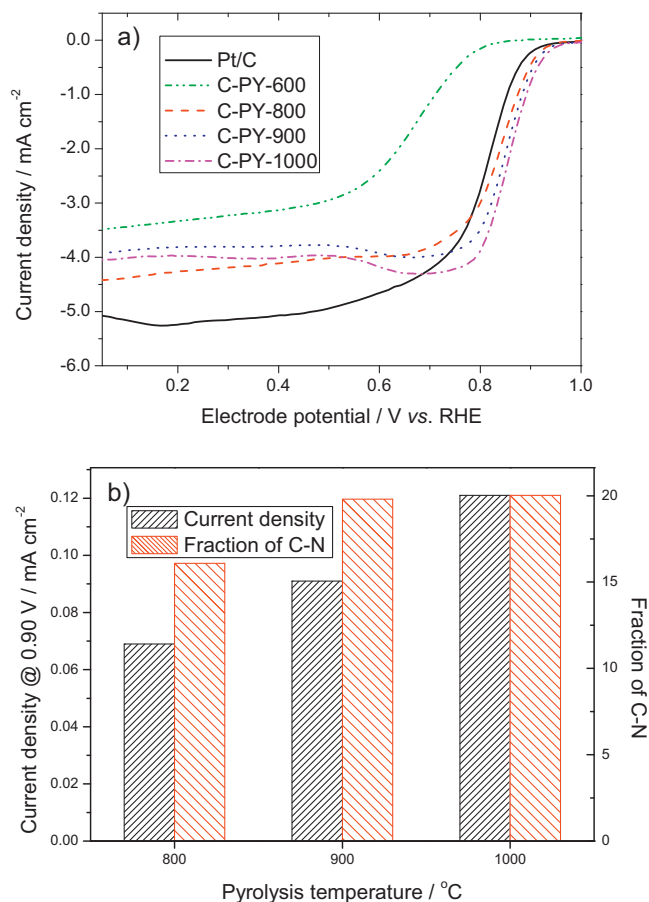 a)
Pt/C
C-PY-600
C-PY-800
C-PY-900
C-PY-1000
0.0
-1.0
-2.0
-3.0
-4.0
-5.0
-6.0
Current density / mA cm⁻²
0.2 0.4 0.6 0.8 1.0
Electrode potential / V vs. RHE
b)
Current density
Fraction of C-N
0.12
0.10
0.08
0.06
0.04
0.02
0.00
Current density @ 0.90 V / mA cm⁻²
20
15
10
5
0
Fraction of C-N
800 900 1000
Pyrolysis temperature / °C